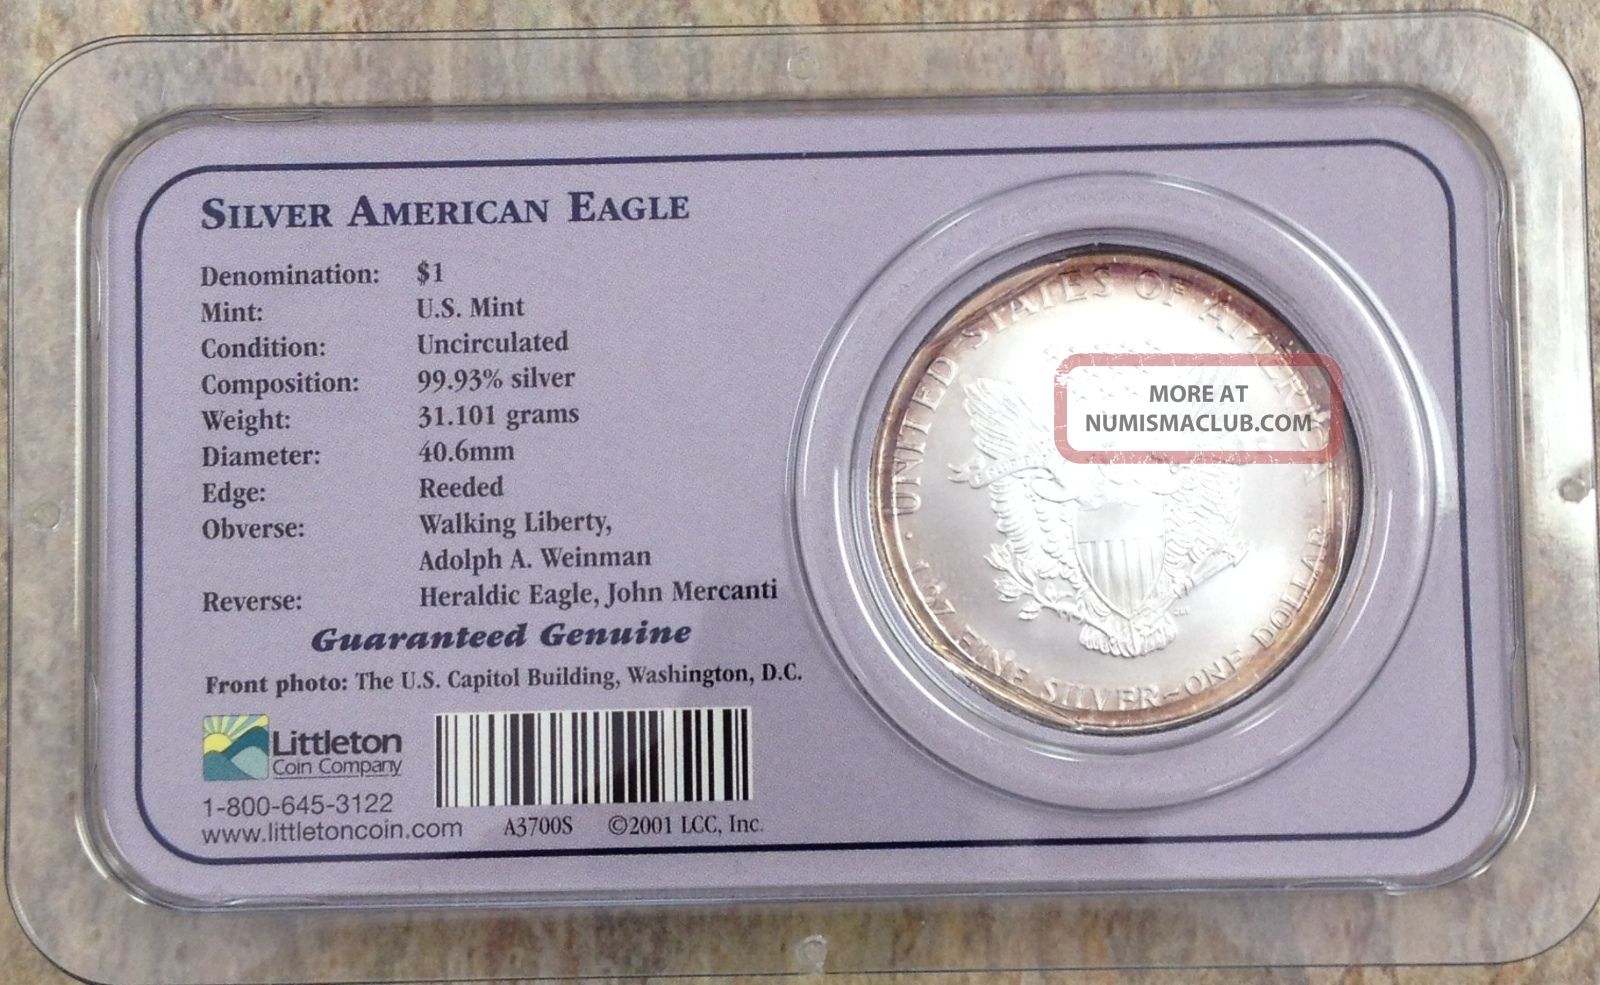 SILVER AMERICAN EAGLE
Denomination: $1
Mint: U.S. Mint
Condition: Uncirculated
Composition: 99.93% silver
Weight: 31.101 grams
Diameter: 40.6mm
Edge: Reeded
Obverse: Walking Liberty,
Adolph A. Weinman
Reverse: Heraldic Eagle, John Mercanti
Guaranteed Genuine
Front photo: The U.S. Capitol Building, Washington, D.C.
Littleton
Coin Company
1-800-645-3122
www.littletoncoin.com
A3700S ©2001 LCC, Inc.
UNITED STATES OF AMERICA
1 OZ. FINE SILVER~ONE DOLLAR
MORE AT
NUMISMACLUB.COM